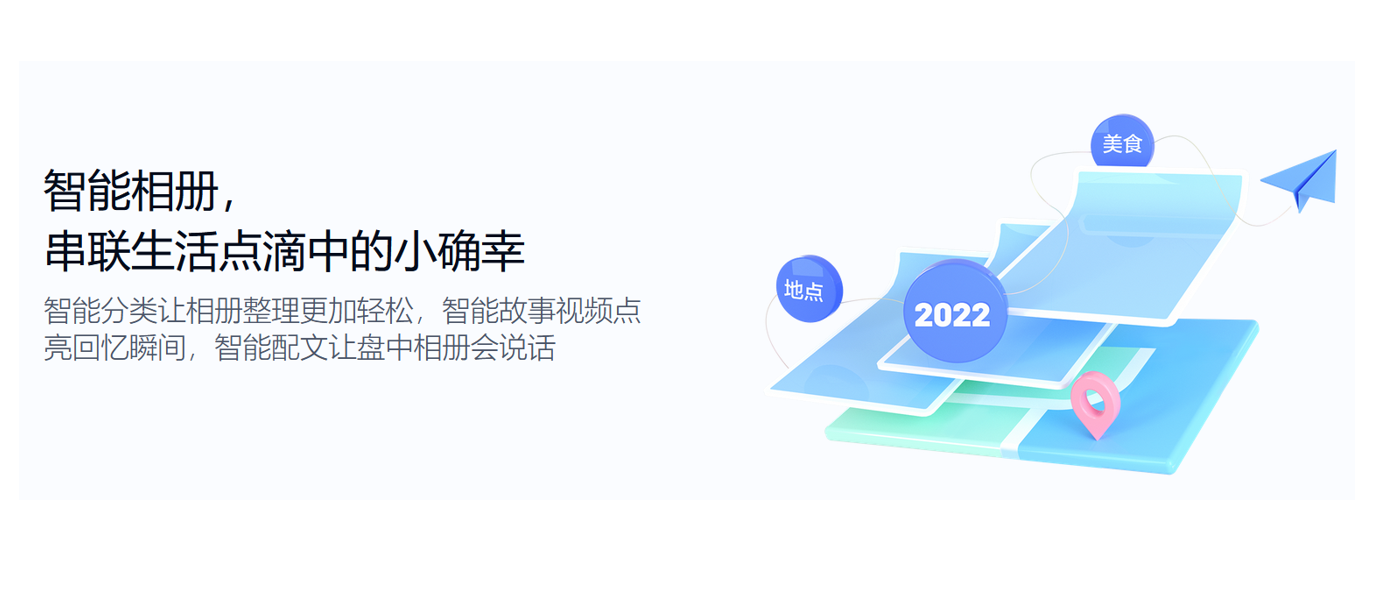 智能相册，
串联生活点滴中的小确幸
智能分类让相册整理更加轻松，智能故事视频点
亮回忆瞬间，智能配文让盘中相册会说话
美食
地点
2022